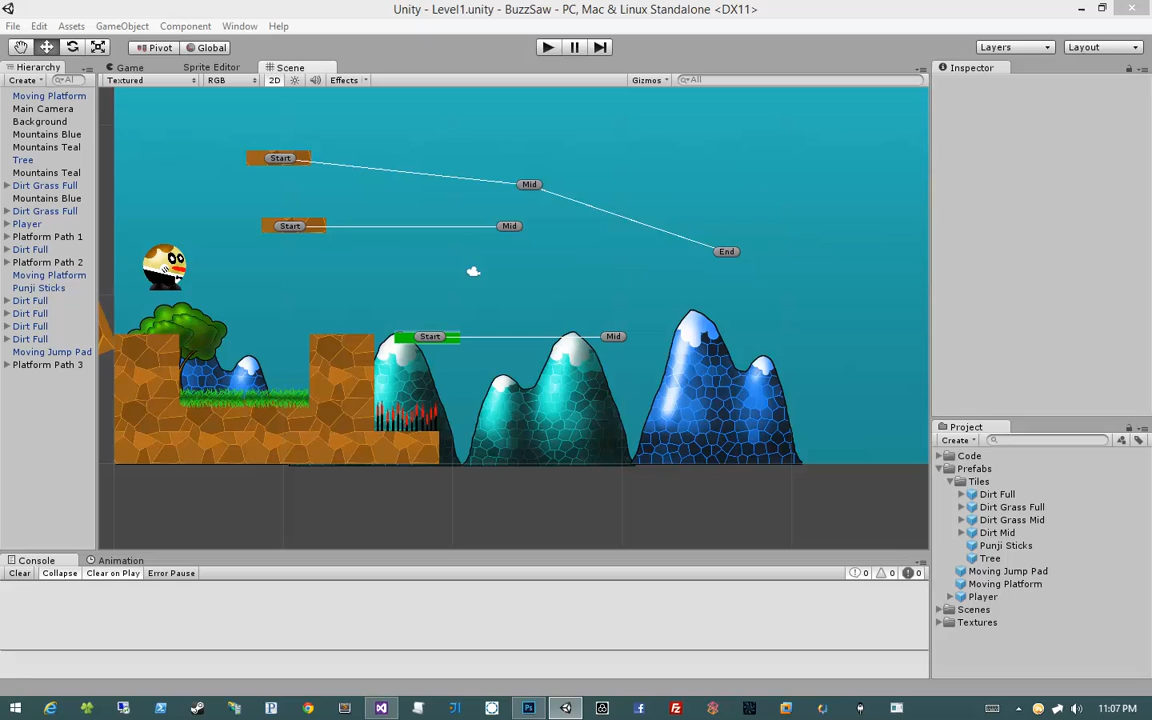 Unity - Level1.unity - BuzzSaw - PC, Mac & Linux Standalone <DX11>
File Edit Assets GameObject Component Window Help
Pivot Global Layers Layout
Hierarchy
Create All
Moving Platform
Main Camera
Background
Mountains Blue
Mountains Teal
Tree
Mountains Teal
Dirt Grass Full
Mountains Blue
Dirt Grass Full
Player
Platform Path 1
Dirt Full
Platform Path 2
Moving Platform
Punji Sticks
Dirt Full
Dirt Full
Dirt Full
Dirt Full
Moving Jump Pad
Platform Path 3
Game Sprite Editor Scene
Textured RGB 2D Effects Gizmos All
Start
Mid
Start Mid
End
Start Mid
Inspector
Project
Create
Code
Prefabs
Tiles
Dirt Full
Dirt Grass Full
Dirt Grass Mid
Dirt Mid
Punji Sticks
Tree
Moving Jump Pad
Moving Platform
Player
Scenes
Textures
Console Animation
Clear Collapse Clear on Play Error Pause 0 0 0
11:07 PM